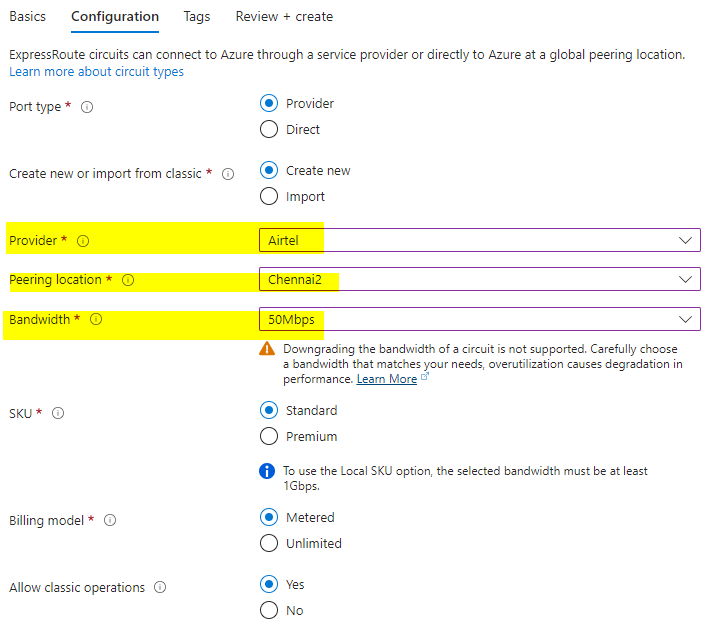 Basics Configuration Tags Review + create
ExpressRoute circuits can connect to Azure through a service provider or directly to Azure at a global peering location.
Learn more about circuit types
Port type * Provider
Direct
Create new or import from classic * Create new
Import
Provider * Airtel
Peering location * Chennai2
Bandwidth * 50Mbps
Downgrading the bandwidth of a circuit is not supported. Carefully choose
a bandwidth that matches your needs, overutilization causes degradation in
performance. Learn More
SKU * Standard
Premium
To use the Local SKU option, the selected bandwidth must be at least
1Gbps.
Billing model * Metered
Unlimited
Allow classic operations Yes
No